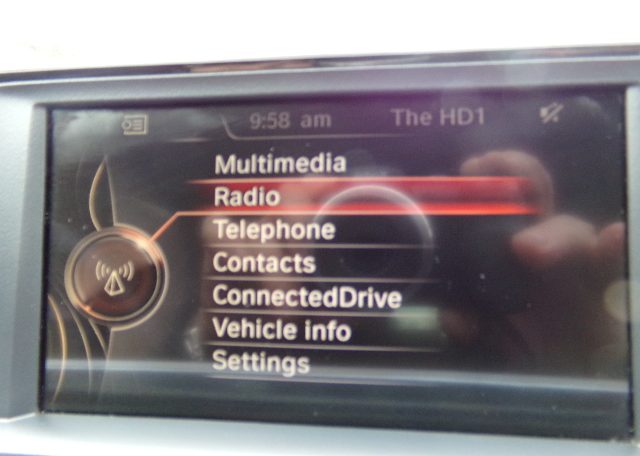 9:58 am The HD1
Multimedia
Radio
Telephone
Contacts
ConnectedDrive
Vehicle info
Settings